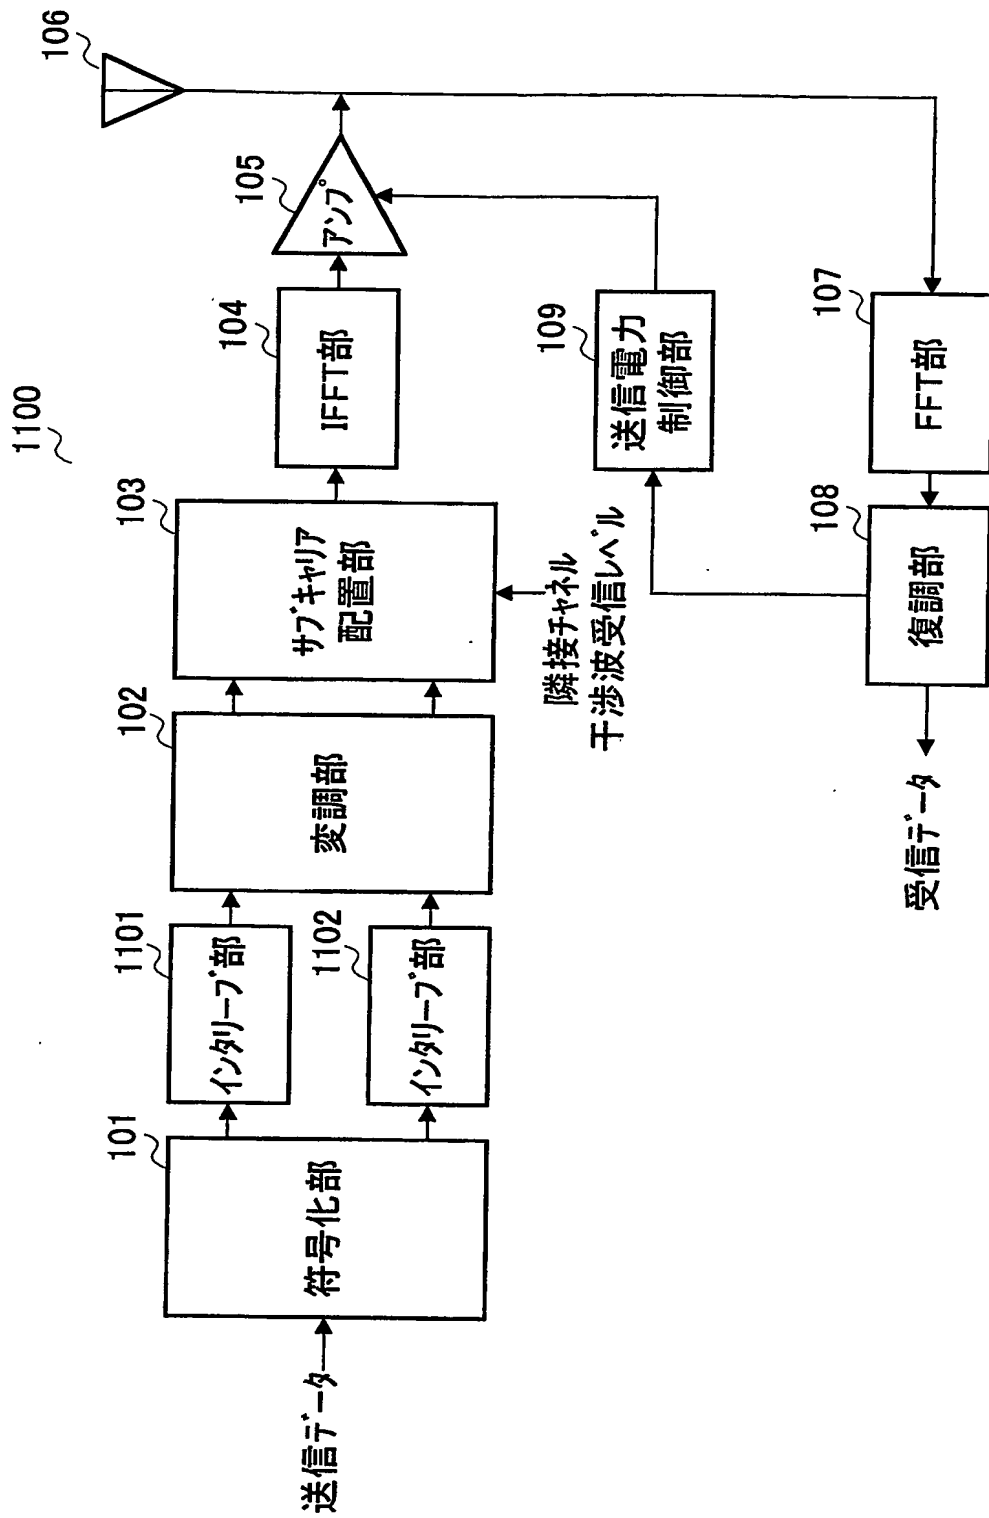 1100
送信データ
101
符号化部
1101
インタリーブ部
1102
インタリーブ部
102
変調部
103
サブキャリア
配置部
隣接チャネル
干渉波受信レベル
104
IFFT部
105
アンプ
106
109
送信電力
制御部
107
FFT部
108
復調部
受信データ